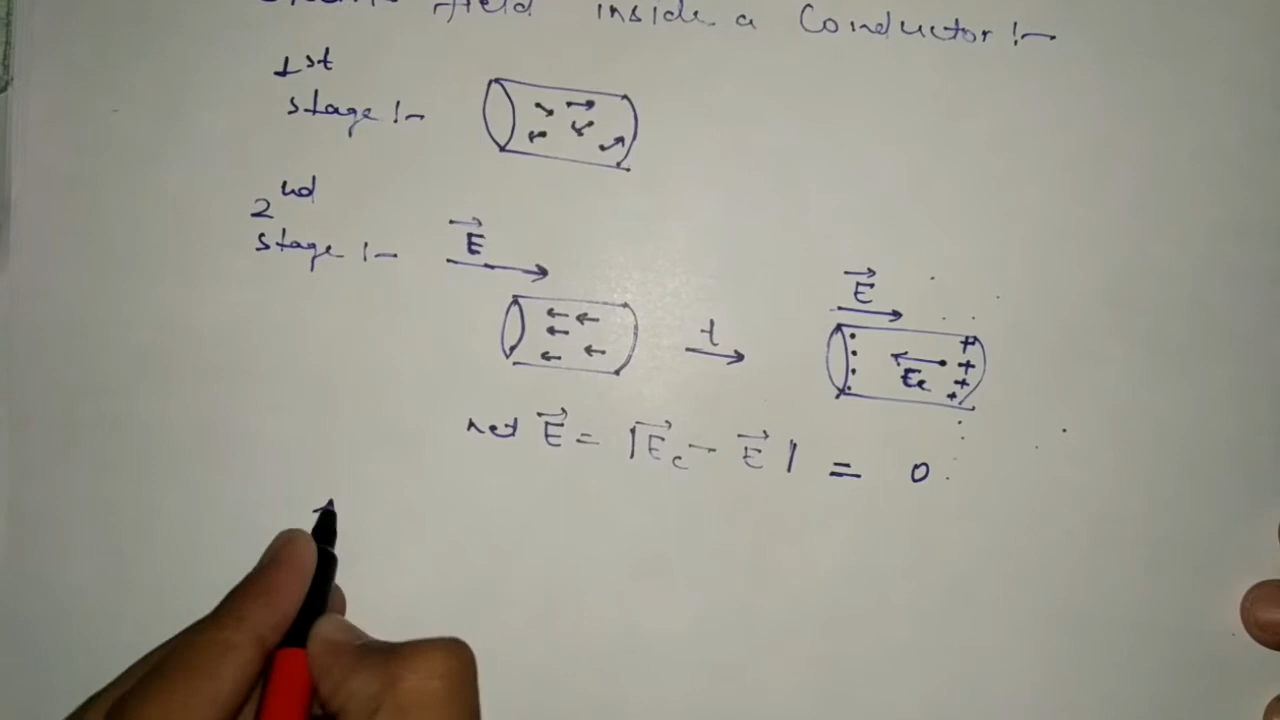 field inside a Conductor :-
1st
stage :-
2nd
stage :-
E
t
E
Ec
+
+
+
+
net E = |Ec - E| = 0